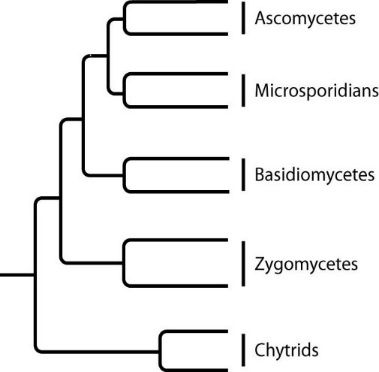 Ascomycetes
Microsporidians
Basidiomycetes
Zygomycetes
Chytrids